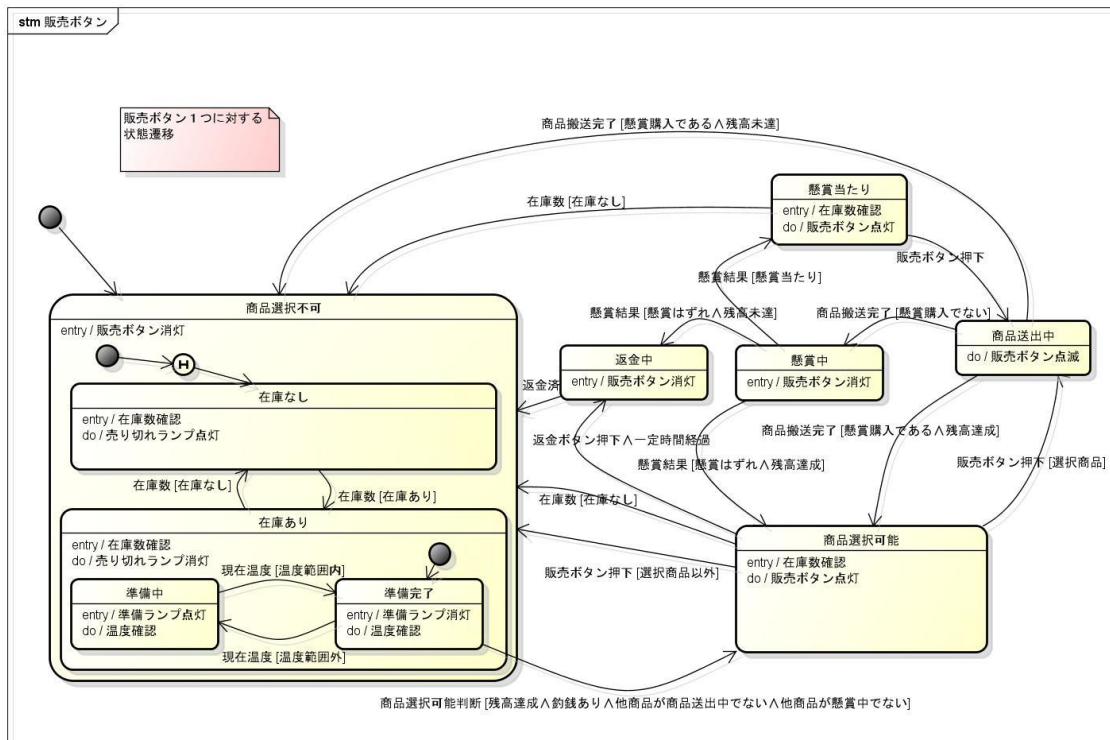 stm 販売ボタン
販売ボタン1つに対する
状態遷移
商品搬送完了 [懸賞購入である∧残高未達]
懸賞当たり
entry / 在庫数確認
do / 販売ボタン点灯
在庫数 [在庫なし]
販売ボタン押下
懸賞結果 [懸賞当たり]
商品選択不可
entry / 販売ボタン消灯
懸賞結果 [懸賞はずれ∧残高未達]
商品搬送完了 [懸賞購入でない]
商品送出中
do / 販売ボタン点滅
返金中
entry / 販売ボタン消灯
懸賞中
entry / 販売ボタン消灯
H
在庫なし
entry / 在庫数確認
do / 売り切れランプ点灯
返金済
返金ボタン押下∧一定時間経過
商品搬送完了 [懸賞購入である∧残高達成]
懸賞結果 [懸賞はずれ∧残高達成]
販売ボタン押下 [選択商品]
在庫数 [在庫なし]
在庫数 [在庫あり]
在庫数 [在庫なし]
在庫あり
entry / 在庫数確認
do / 売り切れランプ消灯
商品選択可能
entry / 在庫数確認
do / 販売ボタン点灯
現在温度 [温度範囲内]
販売ボタン押下 [選択商品以外]
準備中
entry / 準備ランプ点灯
do / 温度確認
準備完了
entry / 準備ランプ消灯
do / 温度確認
現在温度 [温度範囲外]
商品選択可能判断 [残高達成∧釣銭あり∧他商品が商品送出中でない∧他商品が懸賞中でない]